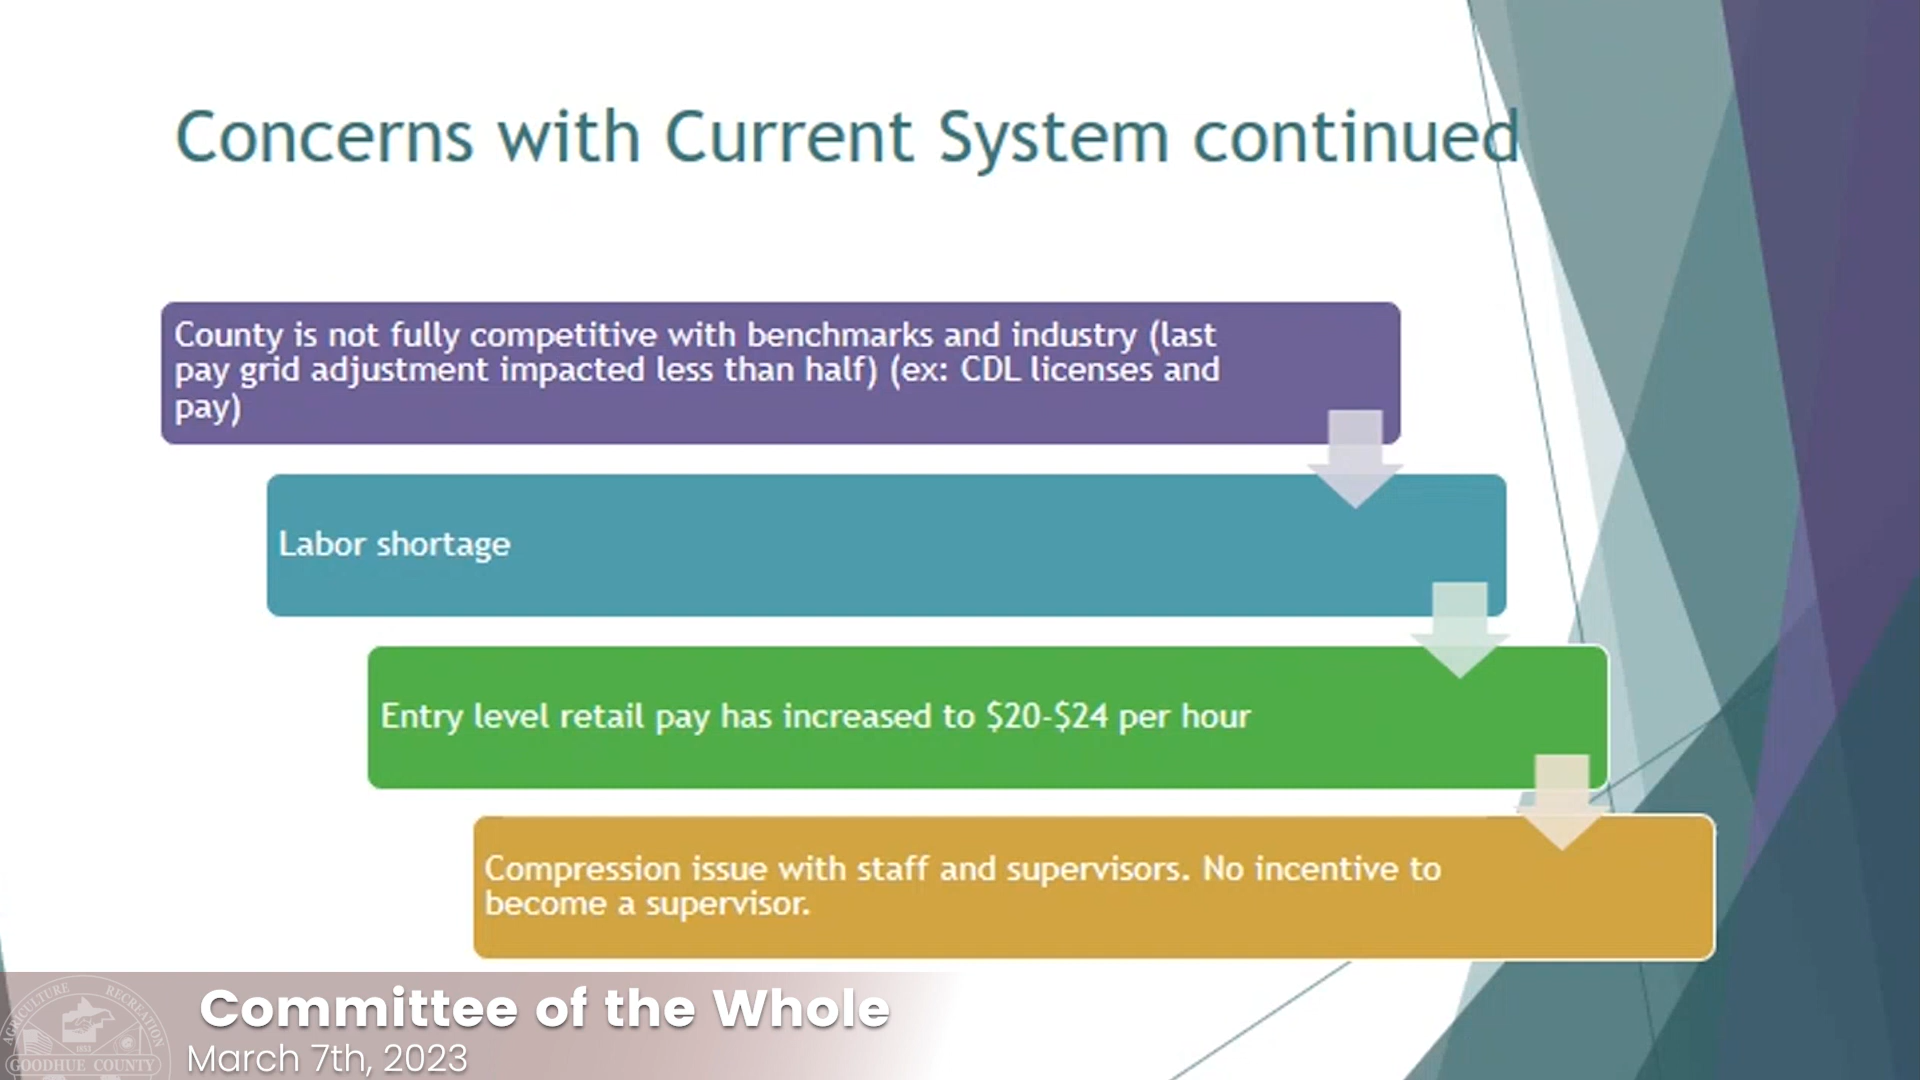 Concerns with Current System continued
County is not fully competitive with benchmarks and industry (last
pay grid adjustment impacted less than half) (ex: CDL licenses and
pay)
Labor shortage
Entry level retail pay has increased to $20-$24 per hour
Compression issue with staff and supervisors. No incentive to
become a supervisor.
Committee of the Whole
March 7th, 2023
AGRICULTURE
RECREATION
1853
GOODHUE COUNTY